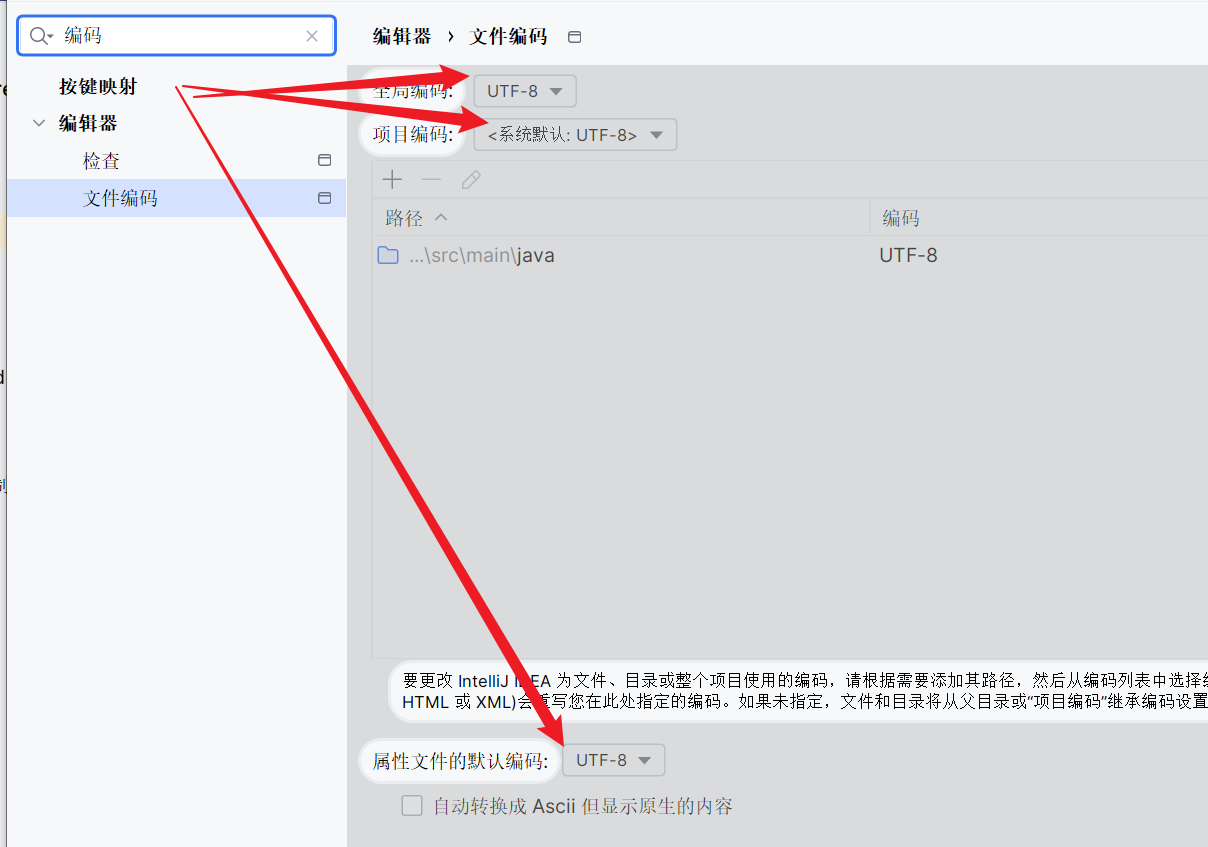 编码
编辑器 › 文件编码
按键映射
编辑器
检查
文件编码
全局编码: UTF-8
项目编码: <系统默认: UTF-8>
路径 编码
...\src\main\java UTF-8
要更改 IntelliJ IDEA 为文件、目录或整个项目使用的编码，请根据需要添加其路径，然后从编码列表中选择
HTML 或 XML)会重写您在此处指定的编码。如果未指定，文件和目录将从父目录或“项目编码”继承编码设置
属性文件的默认编码: UTF-8
自动转换成 Ascii 但显示原生的内容